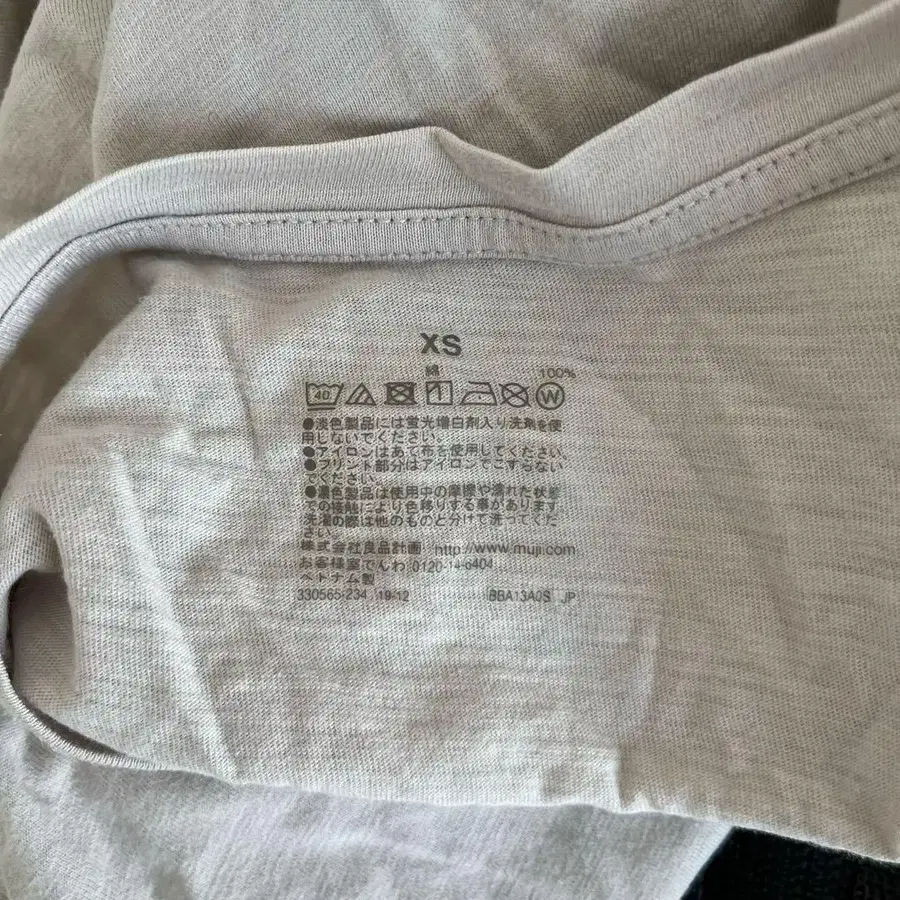 XS
綿 100%
40 W
●淡色製品には蛍光増白剤入り洗剤を使
用しないでください。
●アイロンはあて布を使用してください。
●プリント部分はアイロンでこすらない
でください。
●濃色製品は使用中の摩擦や濡れた状態
での接触により色移りする事があります
洗濯の際は他のものと分けて洗ってくだ
さい。
株式会社良品計画 http://www.muji.com
お客様室でんわ 0120-14-6404
ベトナム製
330565-234 19-12 BBA13A0S JP